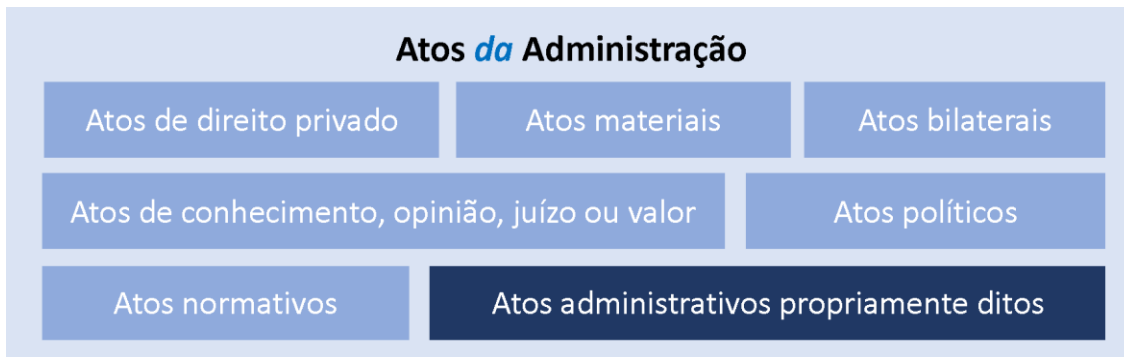 Atos da Administração
Atos de direito privado
Atos materiais
Atos bilaterais
Atos de conhecimento, opinião, juízo ou valor
Atos políticos
Atos normativos
Atos administrativos propriamente ditos